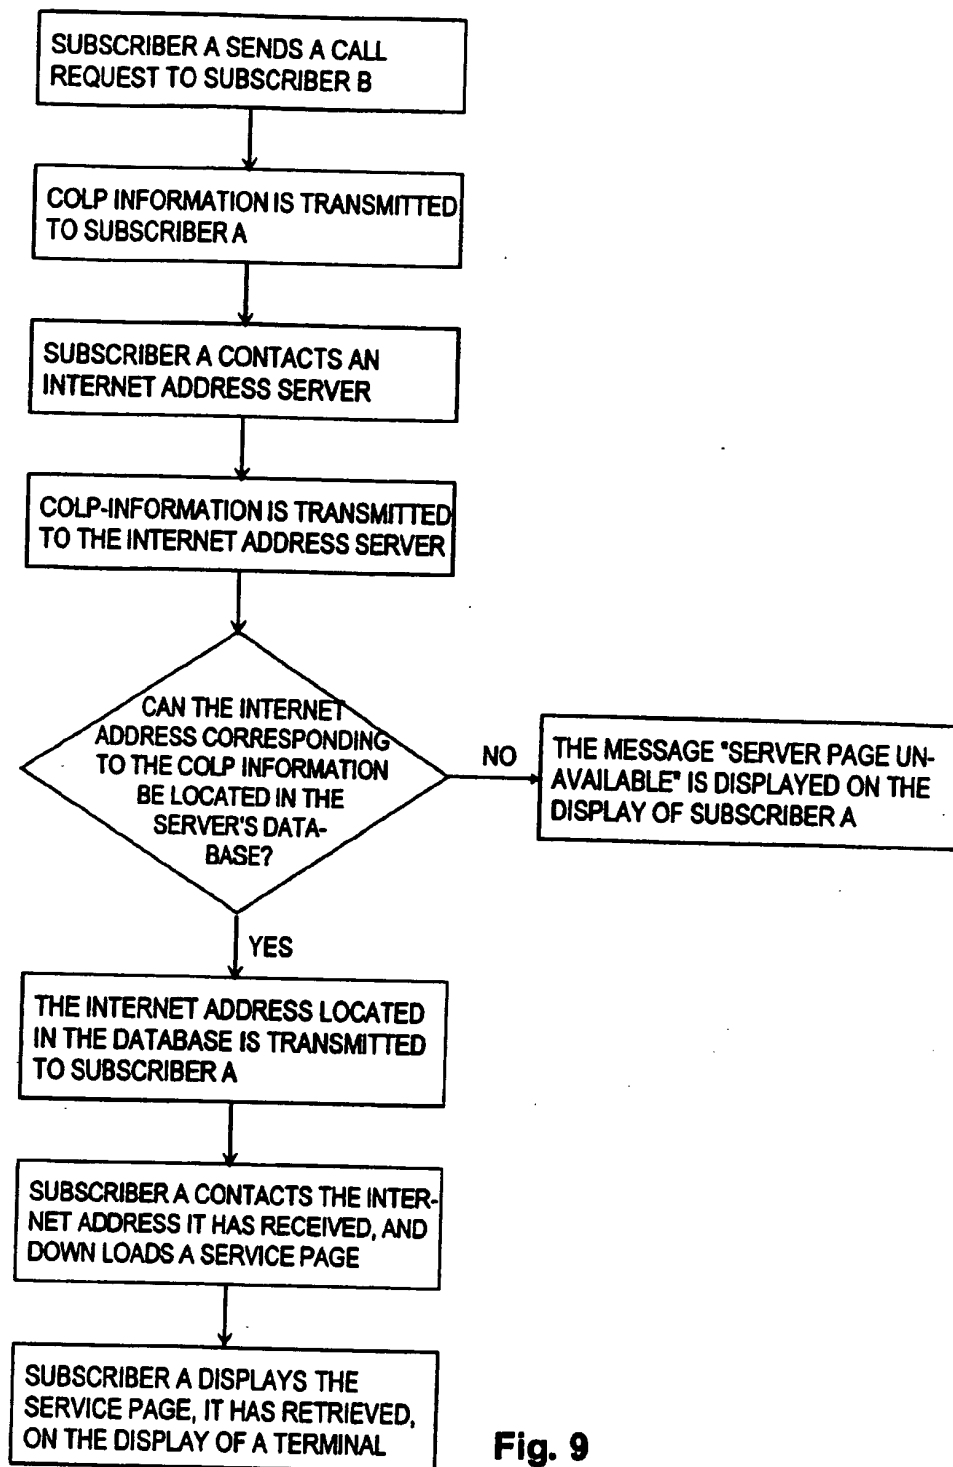 SUBSCRIBER A SENDS A CALL
REQUEST TO SUBSCRIBER B
COLP INFORMATION IS TRANSMITTED
TO SUBSCRIBER A
SUBSCRIBER A CONTACTS AN
INTERNET ADDRESS SERVER
COLP-INFORMATION IS TRANSMITTED
TO THE INTERNET ADDRESS SERVER
CAN THE INTERNET
ADDRESS CORRESPONDING
TO THE COLP INFORMATION
BE LOCATED IN THE
SERVER'S DATA-
BASE?
NO
THE MESSAGE "SERVER PAGE UN-
AVAILABLE" IS DISPLAYED ON THE
DISPLAY OF SUBSCRIBER A
YES
THE INTERNET ADDRESS LOCATED
IN THE DATABASE IS TRANSMITTED
TO SUBSCRIBER A
SUBSCRIBER A CONTACTS THE INTER-
NET ADDRESS IT HAS RECEIVED, AND
DOWN LOADS A SERVICE PAGE
SUBSCRIBER A DISPLAYS THE
SERVICE PAGE, IT HAS RETRIEVED,
ON THE DISPLAY OF A TERMINAL
Fig. 9